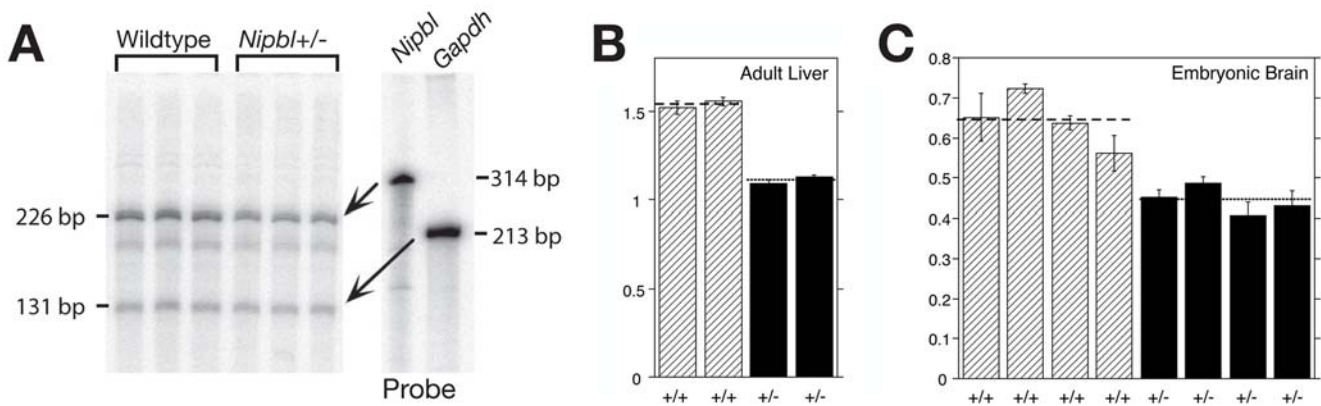 A
Wildtype
Nipbl+/-
Nipbl
Gapdh
226 bp
131 bp
314 bp
213 bp
Probe
B
Adult Liver
1.5
1
1.5
0
+/+ +/+ +/- +/-
C
Embryonic Brain
0.8
0.7
0.6
0.5
0.4
0.3
0.2
0.1
0
+/+ +/+ +/+ +/+ +/- +/- +/- +/-